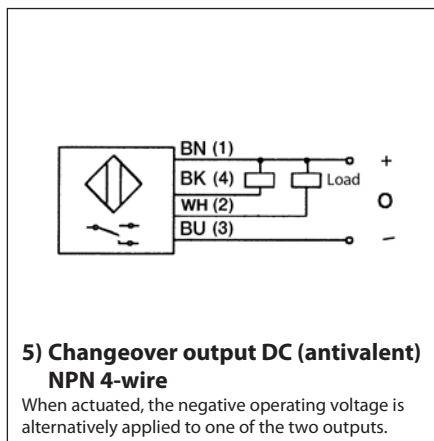 BN (1)
+
BK (4)
Load
WH (2)
O
BU (3)
–
5) Changeover output DC (antivalent)
NPN 4-wire
When actuated, the negative operating voltage is
alternatively applied to one of the two outputs.